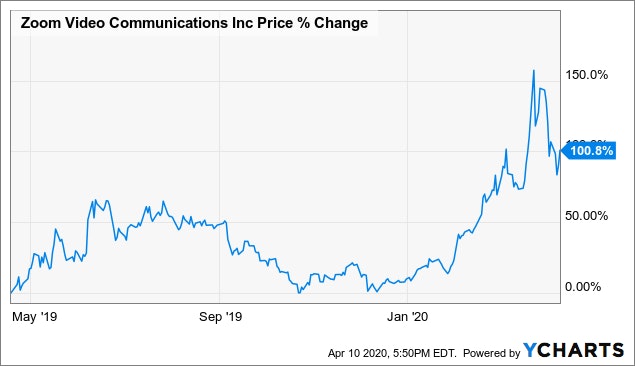 Zoom Video Communications Inc Price % Change
150.0%
100.8%
50.00%
0.00%
May '19
Sep '19
Jan '20
Apr 10 2020, 5:50PM EDT. Powered by YCHARTS